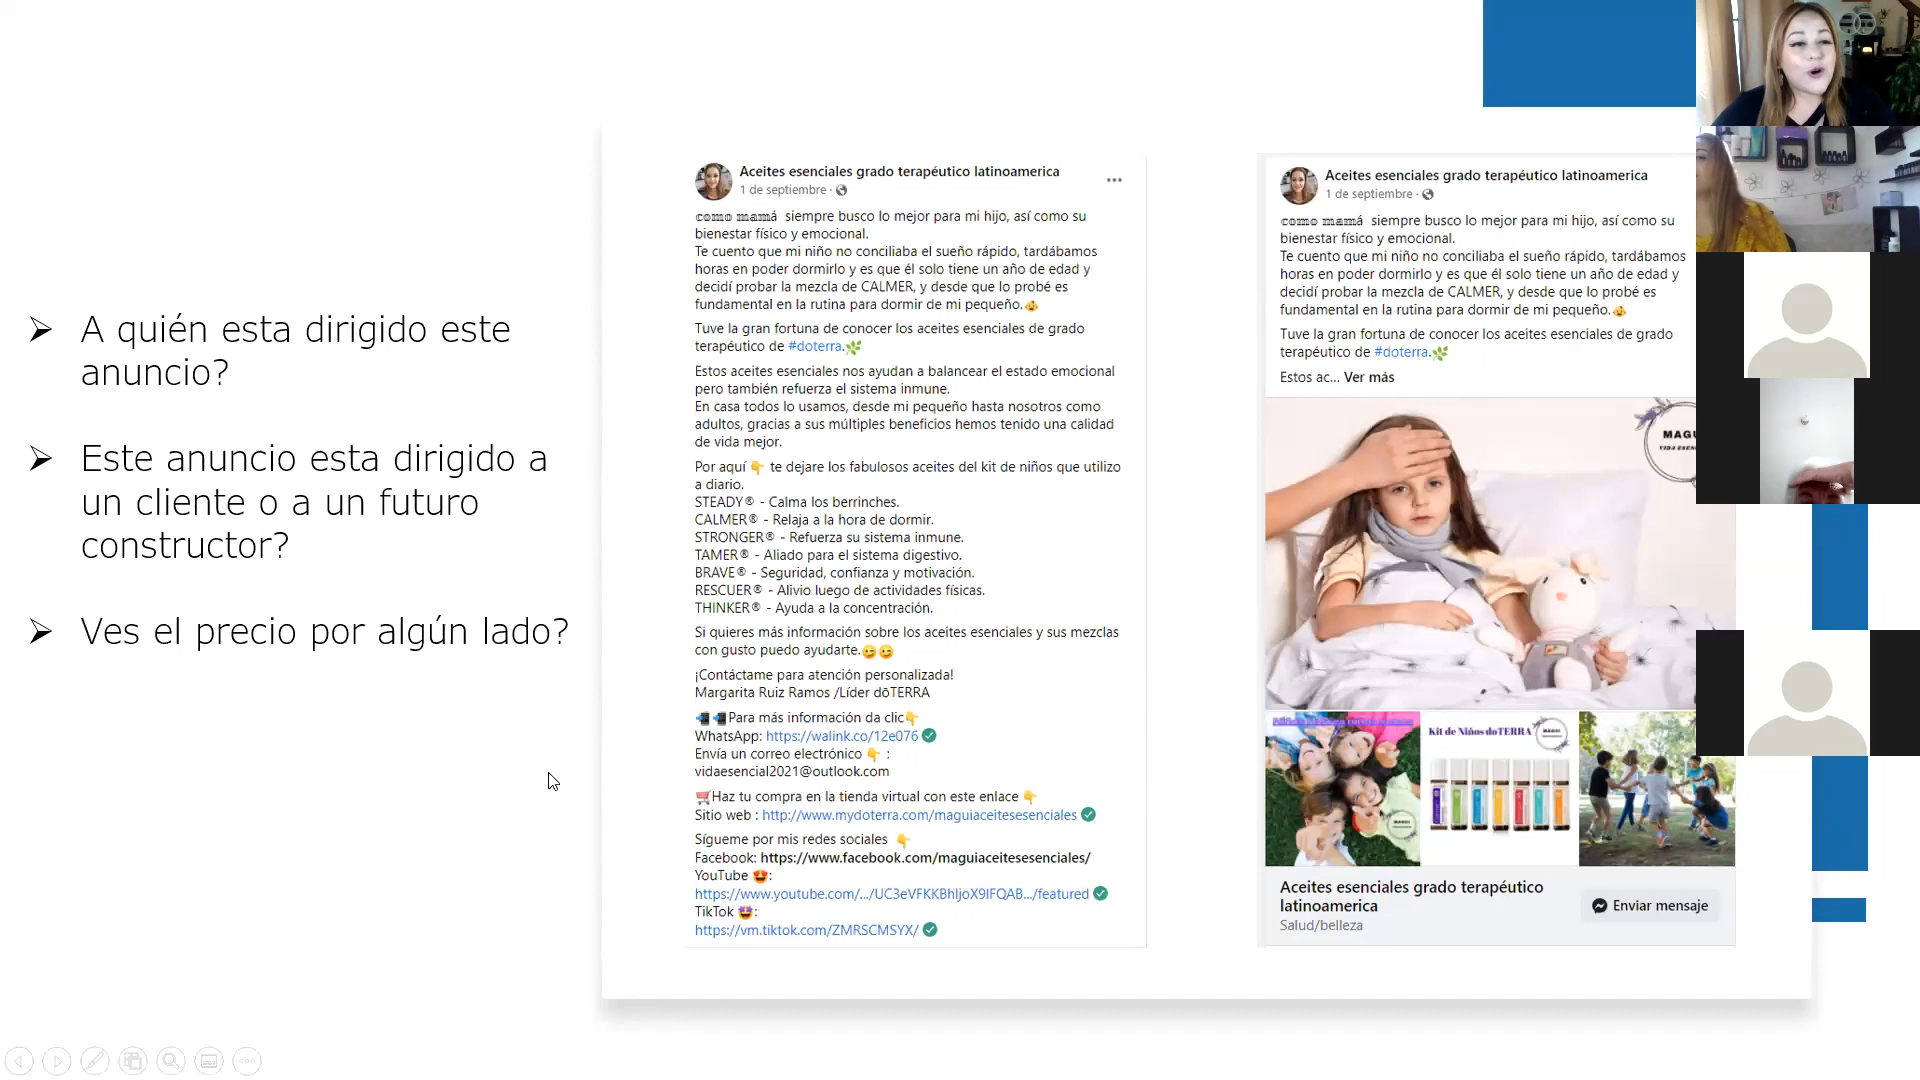 A quién esta dirigido este
anuncio?
Este anuncio esta dirigido a
un cliente o a un futuro
constructor?
Ves el precio por algún lado?
Aceites esenciales grado terapéutico latinoamerica
1 de septiembre ·
𝕔𝕠𝕞𝕠 𝕞𝕒𝕞á siempre busco lo mejor para mi hijo, así como su
bienestar físico y emocional.
Te cuento que mi niño no conciliaba el sueño rápido, tardábamos
horas en poder dormirlo y es que él solo tiene un año de edad y
decidí probar la mezcla de CALMER, y desde que lo probé es
fundamental en la rutina para dormir de mi pequeño.
Tuve la gran fortuna de conocer los aceites esenciales de grado
terapéutico de #doterra.🌿
Estos aceites esenciales nos ayudan a balancear el estado emocional
pero también refuerza el sistema inmune.
En casa todos lo usamos, desde mi pequeño hasta nosotros como
adultos, gracias a sus múltiples beneficios hemos tenido una calidad
de vida mejor.
Por aquí 👇 te dejare los fabulosos aceites del kit de niños que utilizo
a diario.
STEADY® - Calma los berrinches.
CALMER® - Relaja a la hora de dormir.
STRONGER® - Refuerza su sistema inmune.
TAMER® - Aliado para el sistema digestivo.
BRAVE® - Seguridad, confianza y motivación.
RESCUER® - Alivio luego de actividades físicas.
THINKER® - Ayuda a la concentración.
Si quieres más información sobre los aceites esenciales y sus mezclas
con gusto puedo ayudarte.😉😉
¡Contáctame para atención personalizada!
Margarita Ruiz Ramos /Líder dōTERRA
📲📲Para más información da clic👇
WhatsApp: https://walink.co/12e076
Envía un correo electrónico 👇 :
vidaesencial2021@outlook.com
🛒Haz tu compra en la tienda virtual con este enlace 👇
Sitio web : http://www.mydoterra.com/maguiaceitesesenciales
Sígueme por mis redes sociales 👇
Facebook: https://www.facebook.com/maguiaceitesesenciales/
YouTube 🤩:
https://www.youtube.com/.../UC3eVFKKBhIjoX9IFQAB.../featured
TikTok 🤩:
https://vm.tiktok.com/ZMRSCMSYX/
Aceites esenciales grado terapéutico latinoamerica
1 de septiembre ·
𝕔𝕠𝕞𝕠 𝕞𝕒𝕞á siempre busco lo mejor para mi hijo, así como su
bienestar físico y emocional.
Te cuento que mi niño no conciliaba el sueño rápido, tardábamos
horas en poder dormirlo y es que él solo tiene un año de edad y
decidí probar la mezcla de CALMER, y desde que lo probé es
fundamental en la rutina para dormir de mi pequeño.
Tuve la gran fortuna de conocer los aceites esenciales de grado
terapéutico de #doterra.🌿
Estos ac... Ver más
MAGU
VIDA ESEN
Kit de Niños doTERRA
MAGUI
MAGUI
Aceites esenciales grado terapéutico
latinoamerica
Salud/belleza
Enviar mensaje